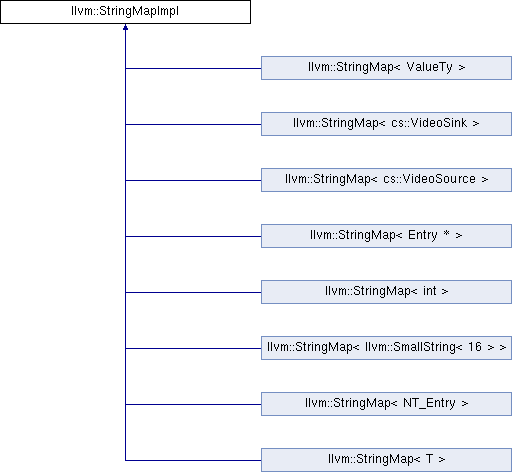 llvm::StringMapImpl
llvm::StringMap< ValueTy >
llvm::StringMap< cs::VideoSink >
llvm::StringMap< cs::VideoSource >
llvm::StringMap< Entry * >
llvm::StringMap< int >
llvm::StringMap< llvm::SmallString< 16 > >
llvm::StringMap< NT_Entry >
llvm::StringMap< T >